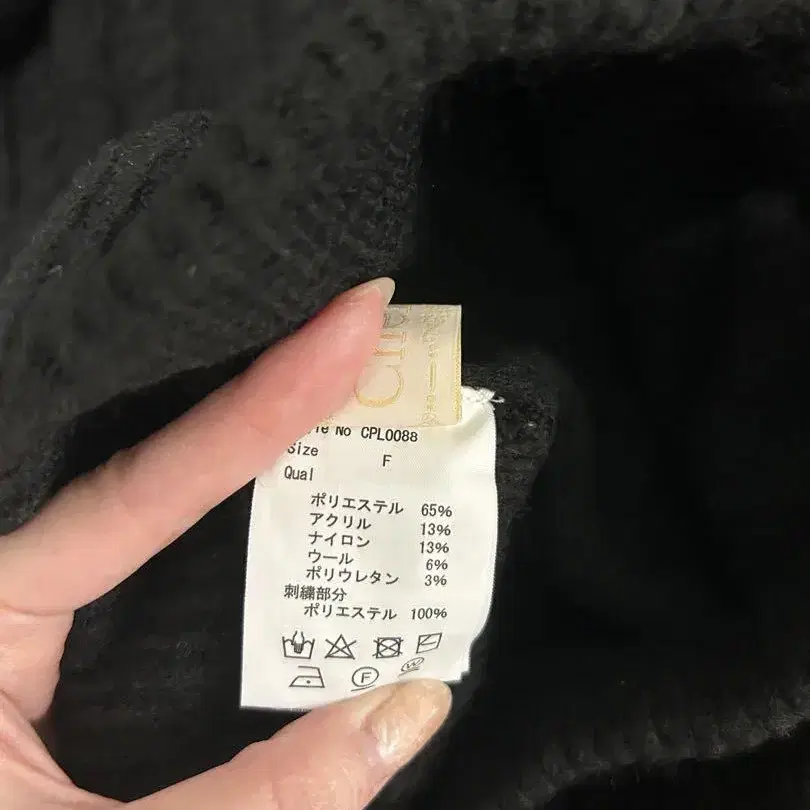 No CPL0088
Size F
Qual
ポリエステル 65%
アクリル 13%
ナイロン 13%
ウール 6%
ポリウレタン 3%
刺繍部分
ポリエステル 100%
F
W